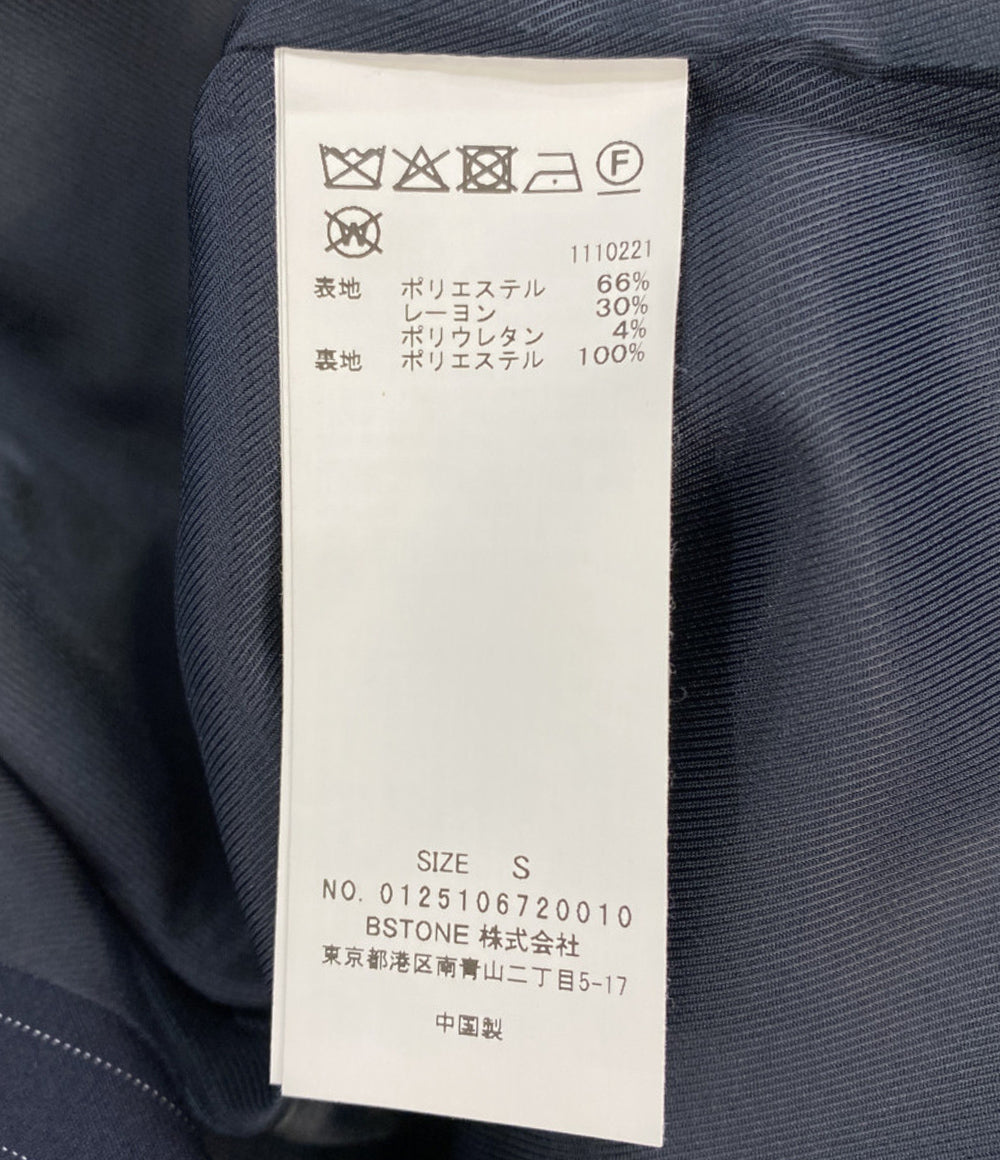 F
W
1110221
表地 ポリエステル 66%
レーヨン 30%
ポリウレタン 4%
裏地 ポリエステル 100%
SIZE S
NO. 0125106720010
BSTONE 株式会社
東京都港区南青山二丁目5-17
中国製